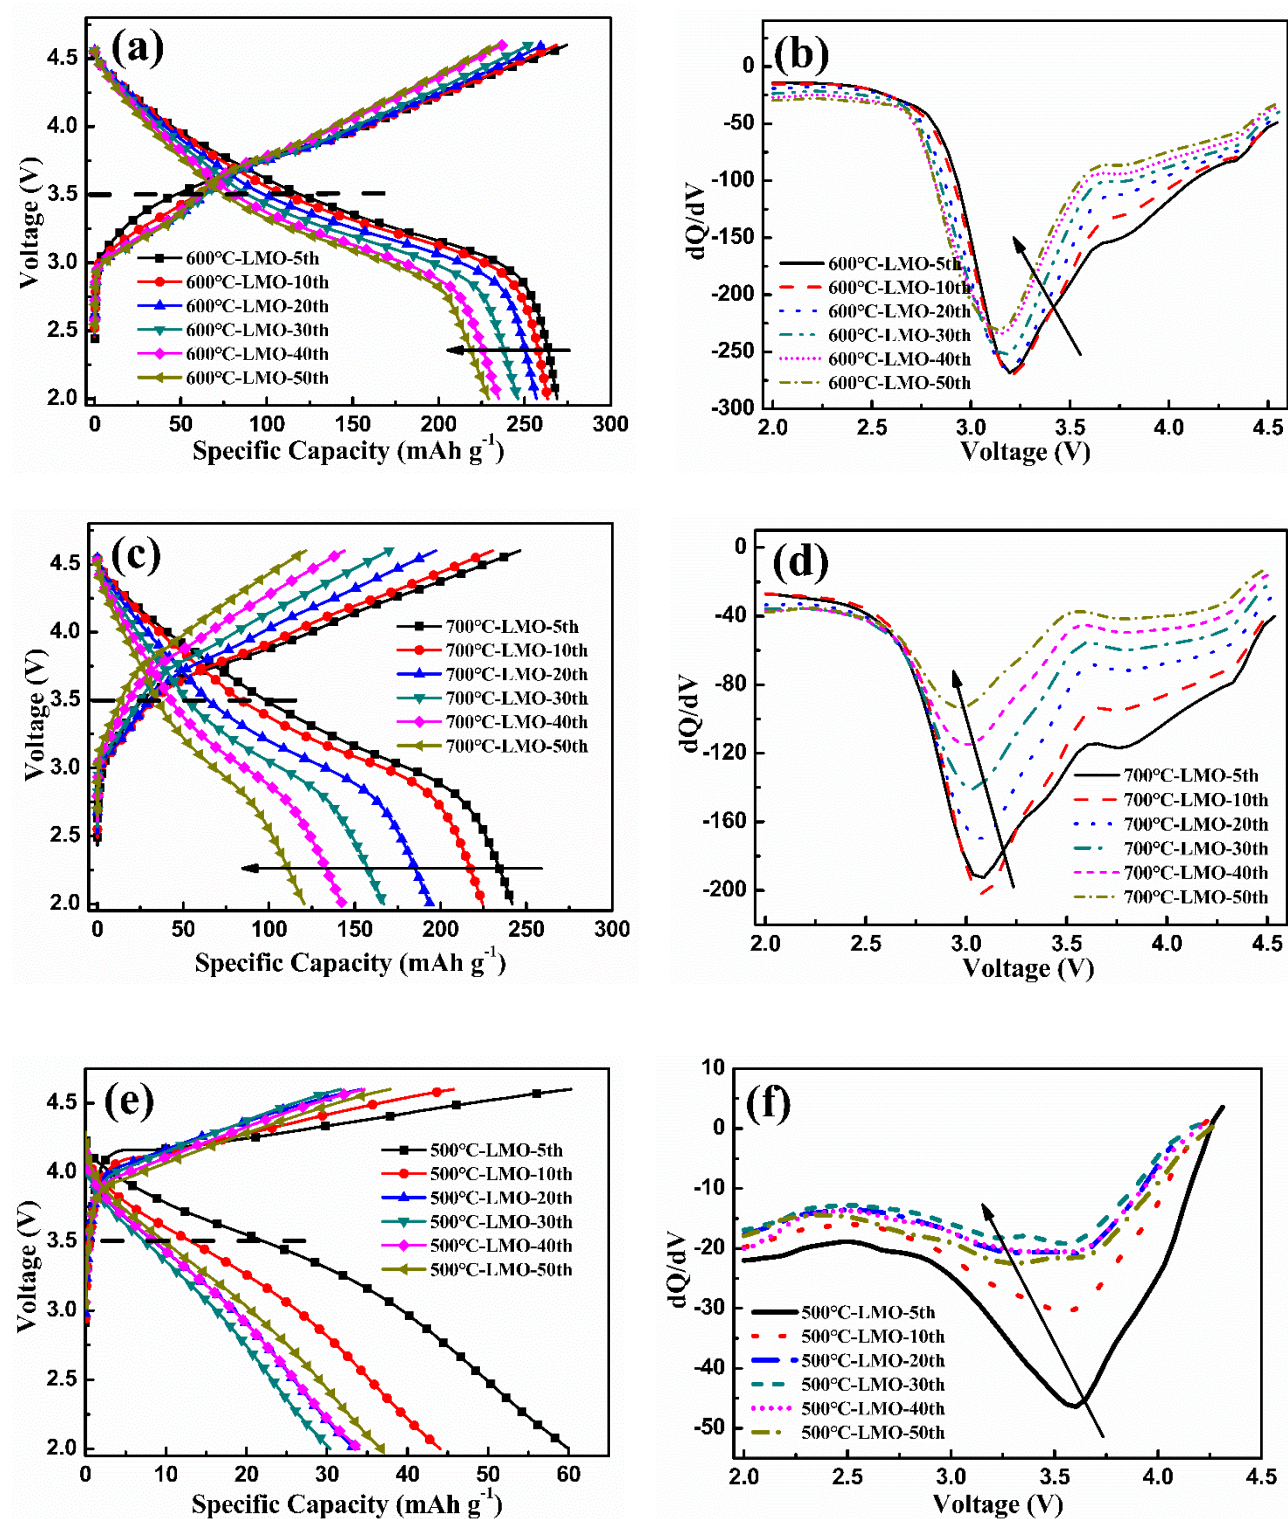 (a)
4.5
4.0
3.5
3.0
2.5
2.0
Voltage (V)
600°C-LMO-5th
600°C-LMO-10th
600°C-LMO-20th
600°C-LMO-30th
600°C-LMO-40th
600°C-LMO-50th
0 50 100 150 200 250 300
Specific Capacity (mAh g-1)
(b)
0
-50
-100
-150
-200
-250
-300
dQ/dV
600°C-LMO-5th
600°C-LMO-10th
600°C-LMO-20th
600°C-LMO-30th
600°C-LMO-40th
600°C-LMO-50th
2.0 2.5 3.0 3.5 4.0 4.5
Voltage (V)
(c)
4.5
4.0
3.5
3.0
2.5
2.0
Voltage (V)
700°C-LMO-5th
700°C-LMO-10th
700°C-LMO-20th
700°C-LMO-30th
700°C-LMO-40th
700°C-LMO-50th
0 50 100 150 200 250 300
Specific Capacity (mAh g-1)
(d)
0
-40
-80
-120
-160
-200
dQ/dV
700°C-LMO-5th
700°C-LMO-10th
700°C-LMO-20th
700°C-LMO-30th
700°C-LMO-40th
700°C-LMO-50th
2.0 2.5 3.0 3.5 4.0 4.5
Voltage (V)
(e)
4.5
4.0
3.5
3.0
2.5
2.0
Voltage (V)
500°C-LMO-5th
500°C-LMO-10th
500°C-LMO-20th
500°C-LMO-30th
500°C-LMO-40th
500°C-LMO-50th
0 10 20 30 40 50 60
Specific Capacity (mAh g-1)
(f)
10
0
-10
-20
-30
-40
-50
dQ/dV
500°C-LMO-5th
500°C-LMO-10th
500°C-LMO-20th
500°C-LMO-30th
500°C-LMO-40th
500°C-LMO-50th
2.0 2.5 3.0 3.5 4.0 4.5
Voltage (V)